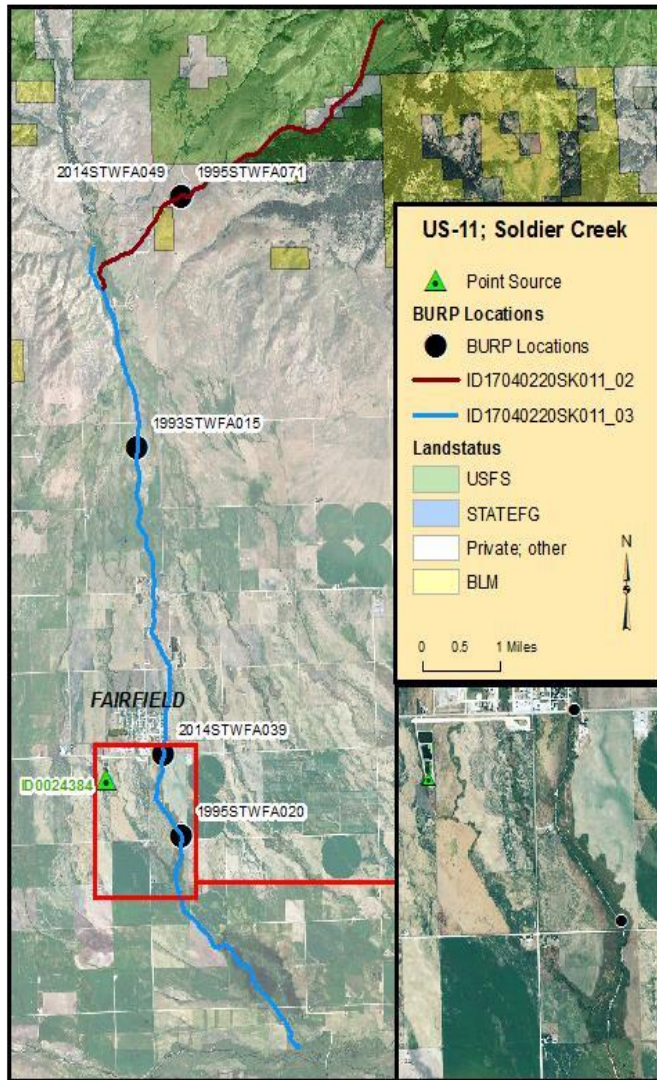 2014STWFA049
1995STWFA071
1993STWFA015
FAIRFIELD
2014STWFA039
ID0024384
1995STWFA020
US-11; Soldier Creek
Point Source
BURP Locations
BURP Locations
ID17040220SK011_02
ID17040220SK011_03
Landstatus
USFS
STATEFG
Private; other
BLM
N
0 0.5 1 Miles